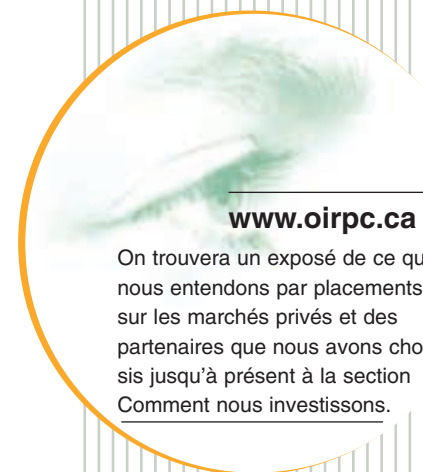 www.oirpc.ca
On trouvera un exposé de ce qu
nous entendons par placements
sur les marchés privés et des
partenaires que nous avons cho
sis jusqu'à présent à la section
Comment nous investissons.